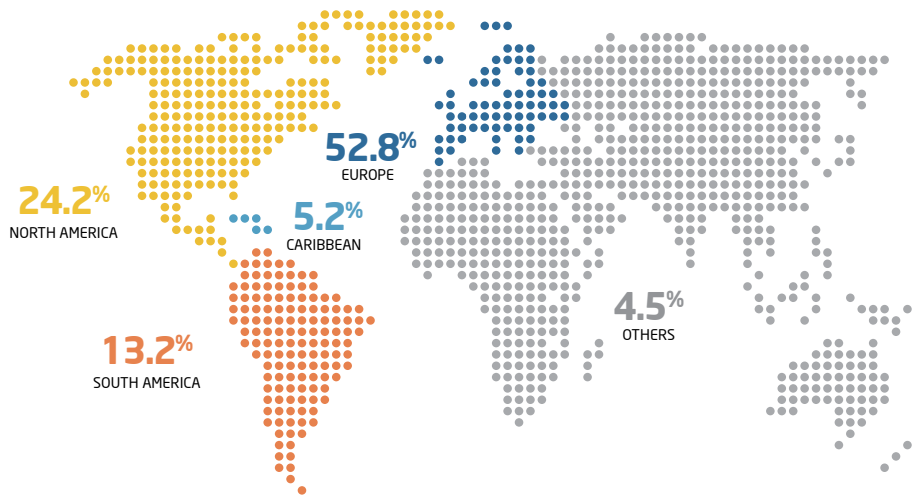 52.8%
EUROPE
24.2%
NORTH AMERICA
5.2%
CARIBBEAN
4.5%
OTHERS
13.2%
SOUTH AMERICA